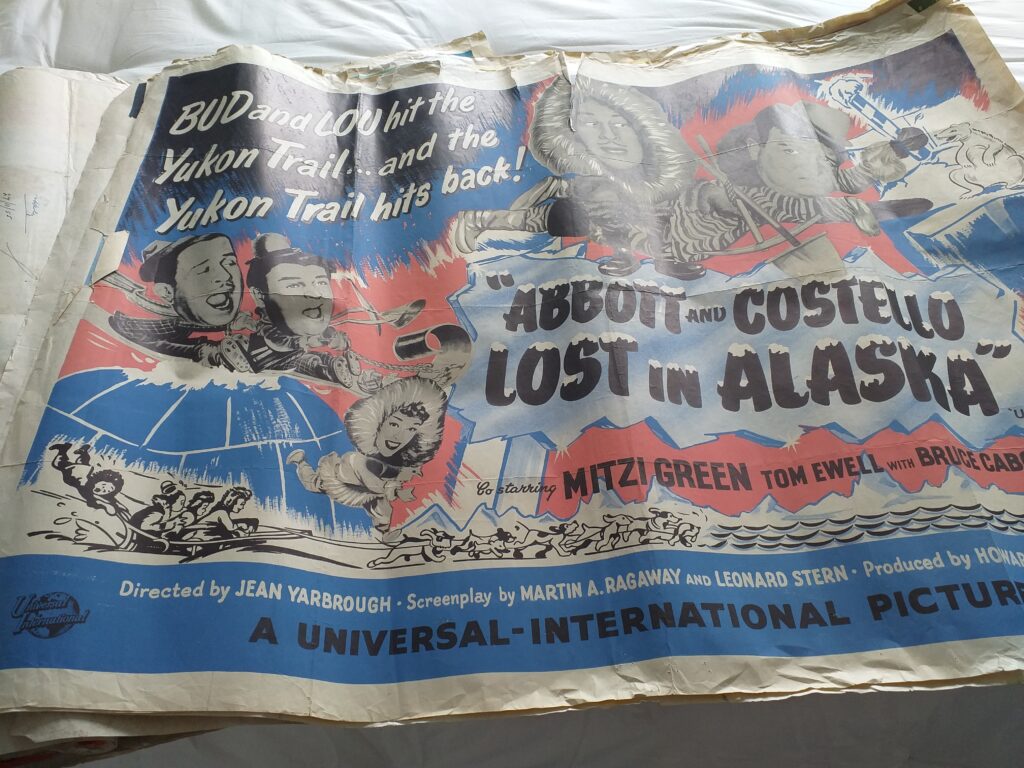 BUD and LOU hit the
Yukon Trail... and the
Yukon Trail hits back!
"ABBOTT AND COSTELLO
LOST IN ALASKA"
Co-starring MITZI GREEN TOM EWELL WITH BRUCE CABO
Directed by JEAN YARBROUGH · Screenplay by MARTIN A. RAGAWAY AND LEONARD STERN · Produced by HOWAR
Universal
International
A UNIVERSAL-INTERNATIONAL PICTURE